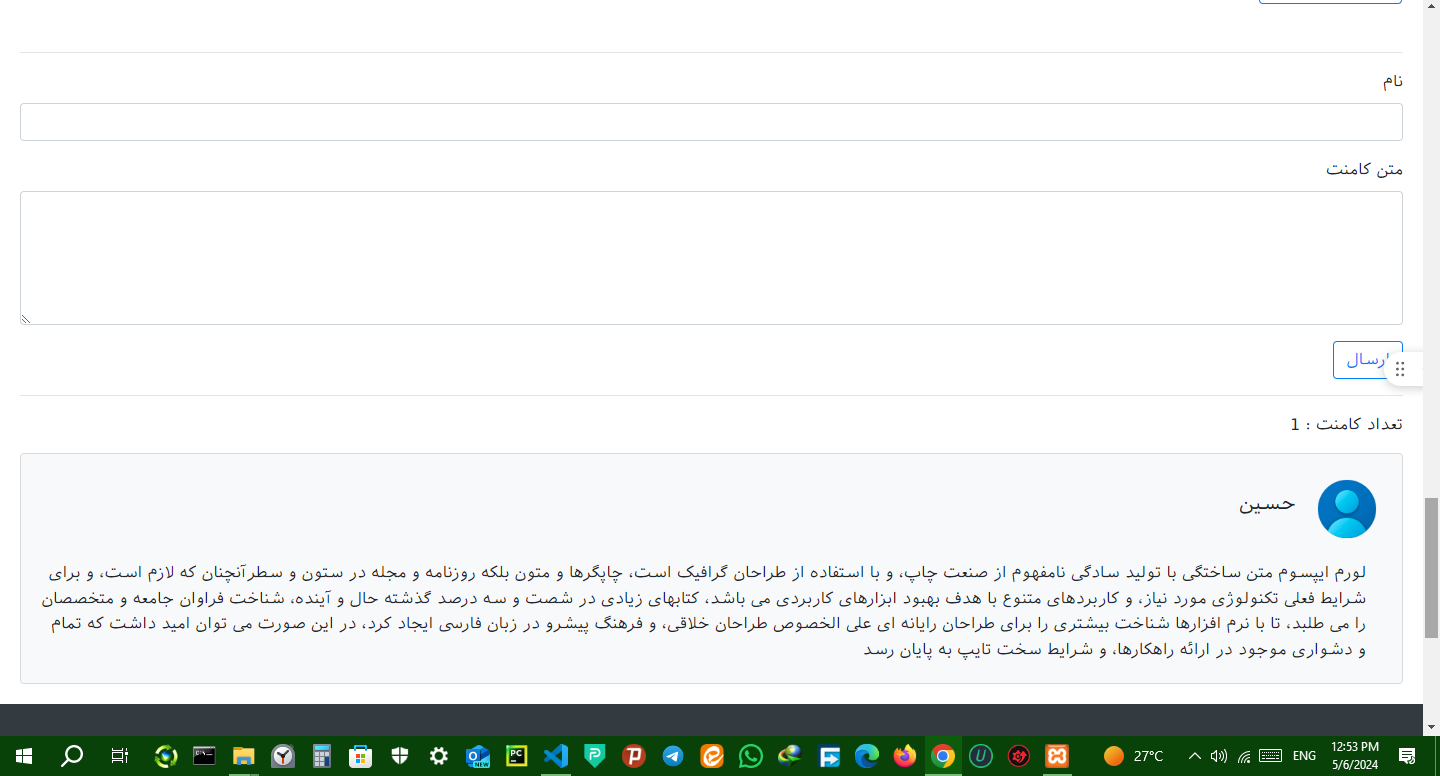 نام
متن کامنت
ارسال
تعداد کامنت : 1
حسین
لورم ایپسوم متن ساختگی با تولید سادگی نامفهوم از صنعت چاپ، و با استفاده از طراحان گرافیک است، چاپگرها و متون بلکه روزنامه و مجله در ستون و سطرآنچنان که لازم است، و برای
شرایط فعلی تکنولوژی مورد نیاز، و کاربردهای متنوع با هدف بهبود ابزارهای کاربردی می باشد، کتابهای زیادی در شصت و سه درصد گذشته حال و آینده، شناخت فراوان جامعه و متخصصان
را می طلبد، تا با نرم افزارها شناخت بیشتری را برای طراحان رایانه ای علی الخصوص طراحان خلاقی، و فرهنگ پیشرو در زبان فارسی ایجاد کرد، در این صورت می توان امید داشت که تمام
و دشواری موجود در ارائه راهکارها، و شرایط سخت تایپ به پایان رسد
NEW
PC
27°C
ENG
12:53 PM
5/6/2024